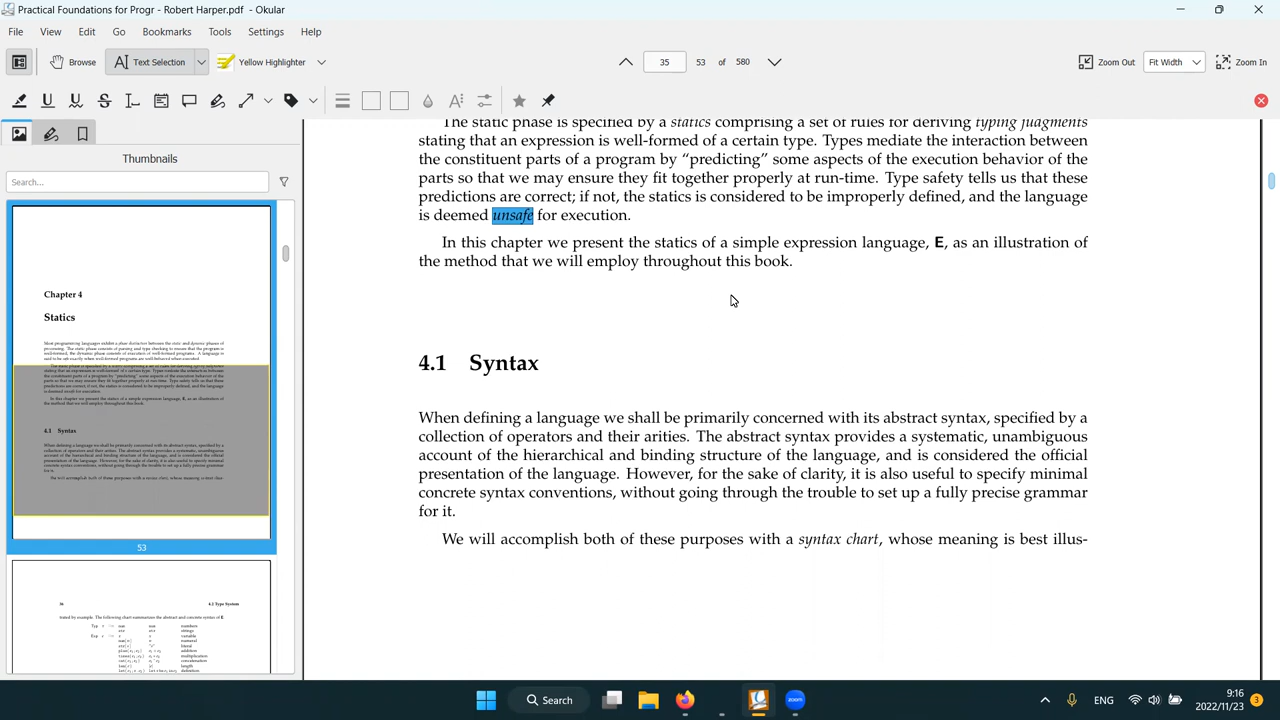 Practical Foundations for Progr - Robert Harper.pdf - Okular
File View Edit Go Bookmarks Tools Settings Help
Browse Text Selection Yellow Highlighter 35 53 of 580 Zoom Out Fit Width Zoom In
Thumbnails
Search...
Chapter 4
Statics
4.1 Syntax
53
36 4.2 Type System
The static phase is specified by a statics comprising a set of rules for deriving typing judgments
stating that an expression is well-formed of a certain type. Types mediate the interaction between
the constituent parts of a program by “predicting” some aspects of the execution behavior of the
parts so that we may ensure they fit together properly at run-time. Type safety tells us that these
predictions are correct; if not, the statics is considered to be improperly defined, and the language
is deemed unsafe for execution.
In this chapter we present the statics of a simple expression language, E, as an illustration of
the method that we will employ throughout this book.
4.1 Syntax
When defining a language we shall be primarily concerned with its abstract syntax, specified by a
collection of operators and their arities. The abstract syntax provides a systematic, unambiguous
account of the hierarchical and binding structure of the language, and is considered the official
presentation of the language. However, for the sake of clarity, it is also useful to specify minimal
concrete syntax conventions, without going through the trouble to set up a fully precise grammar
for it.
We will accomplish both of these purposes with a syntax chart, whose meaning is best illus-
Search
ENG
9:16
2022/11/23
3